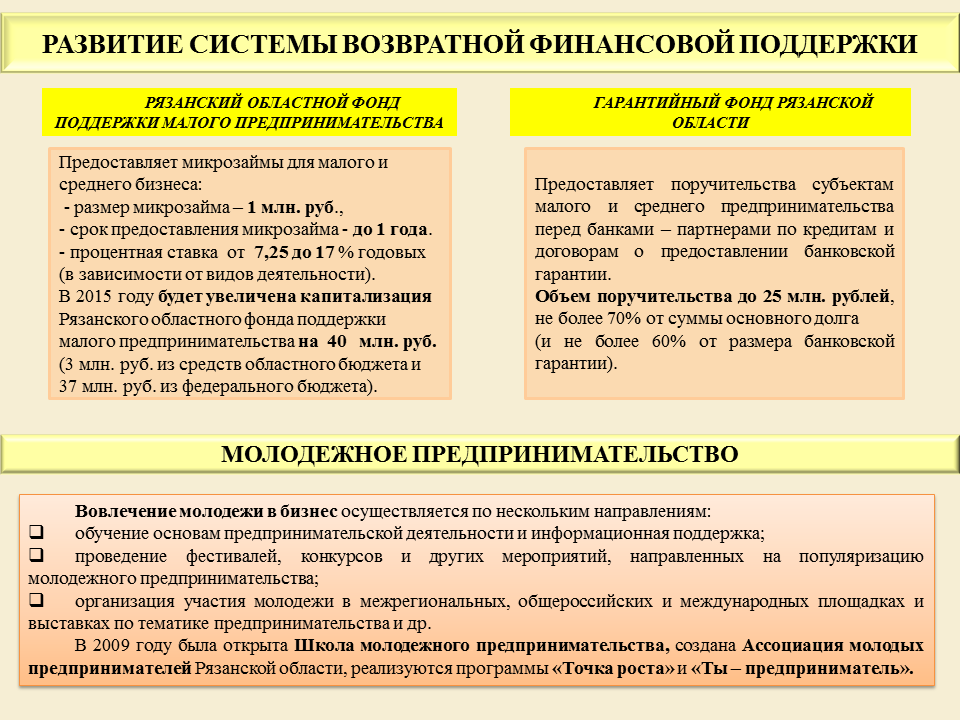 РАЗВИТИЕ СИСТЕМЫ ВОЗВРАТНОЙ ФИНАНСОВОЙ ПОДДЕРЖКИ
РЯЗАНСКИЙ ОБЛАСТНОЙ ФОНД
ПОДДЕРЖКИ МАЛОГО ПРЕДПРИНИМАТЕЛЬСТВА
Предоставляет микрозаймы для малого и
среднего бизнеса:
- размер микрозайма – 1 млн. руб.,
- срок предоставления микрозайма - до 1 года.
- процентная ставка от 7,25 до 17 % годовых
(в зависимости от видов деятельности).
В 2015 году будет увеличена капитализация
Рязанского областного фонда поддержки
малого предпринимательства на 40 млн. руб.
(3 млн. руб. из средств областного бюджета и
37 млн. руб. из федерального бюджета).
ГАРАНТИЙНЫЙ ФОНД РЯЗАНСКОЙ
ОБЛАСТИ
Предоставляет поручительства субъектам
малого и среднего предпринимательства
перед банками – партнерами по кредитам и
договорам о предоставлении банковской
гарантии.
Объем поручительства до 25 млн. рублей,
не более 70% от суммы основного долга
(и не более 60% от размера банковской
гарантии).
МОЛОДЕЖНОЕ ПРЕДПРИНИМАТЕЛЬСТВО
Вовлечение молодежи в бизнес осуществляется по нескольким направлениям:
❑ обучение основам предпринимательской деятельности и информационная поддержка;
❑ проведение фестивалей, конкурсов и других мероприятий, направленных на популяризацию
молодежного предпринимательства;
❑ организация участия молодежи в межрегиональных, общероссийских и международных площадках и
выставках по тематике предпринимательства и др.
В 2009 году была открыта Школа молодежного предпринимательства, создана Ассоциация молодых
предпринимателей Рязанской области, реализуются программы «Точка роста» и «Ты – предприниматель».